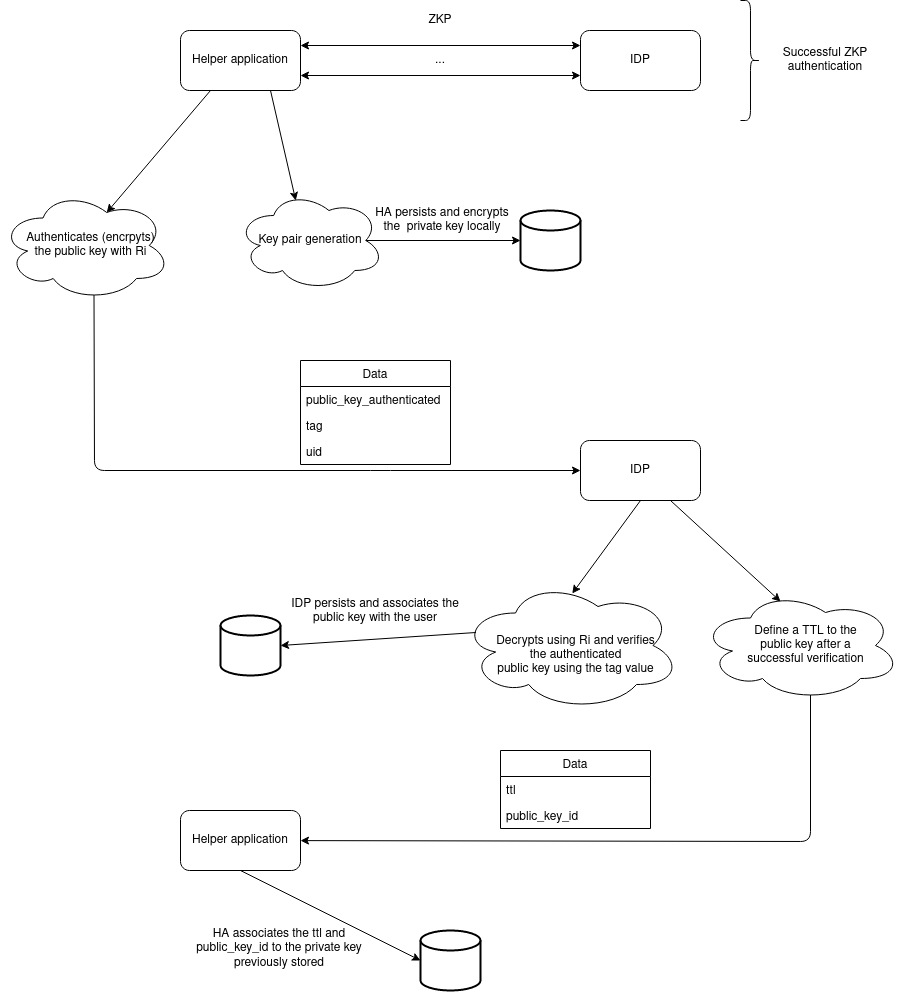 ZKP
Helper application
...
IDP
Successful ZKP
authentication
Authenticates (encrpyts)
the public key with Ri
Key pair generation
HA persists and encrypts
the private key locally
Data
public_key_authenticated
tag
uid
IDP
IDP persists and associates the
public key with the user
Decrypts using Ri and verifies
the authenticated
public key using the tag value
Define a TTL to the
public key after a
successful verification
Data
ttl
public_key_id
Helper application
HA associates the ttl and
public_key_id to the private key
previously stored